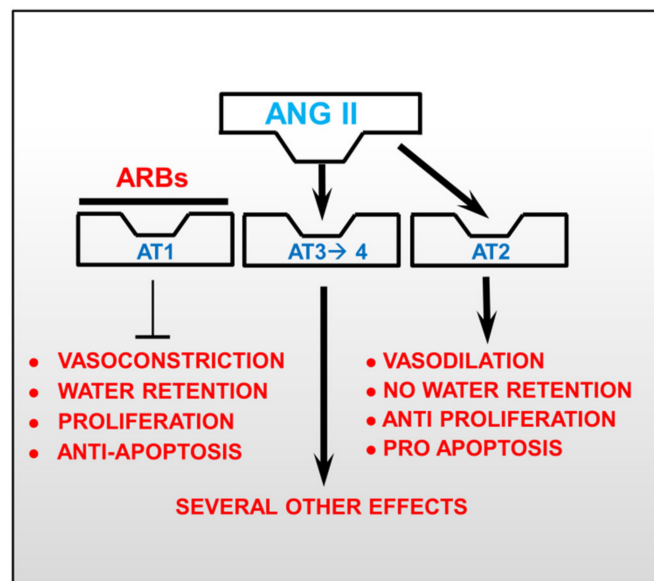 ANG II
ARBs
AT1
AT3→ 4
AT2
● VASOCONSTRICTION
● WATER RETENTION
● PROLIFERATION
● ANTI-APOPTOSIS
● VASODILATION
● NO WATER RETENTION
● ANTI PROLIFERATION
● PRO APOPTOSIS
SEVERAL OTHER EFFECTS